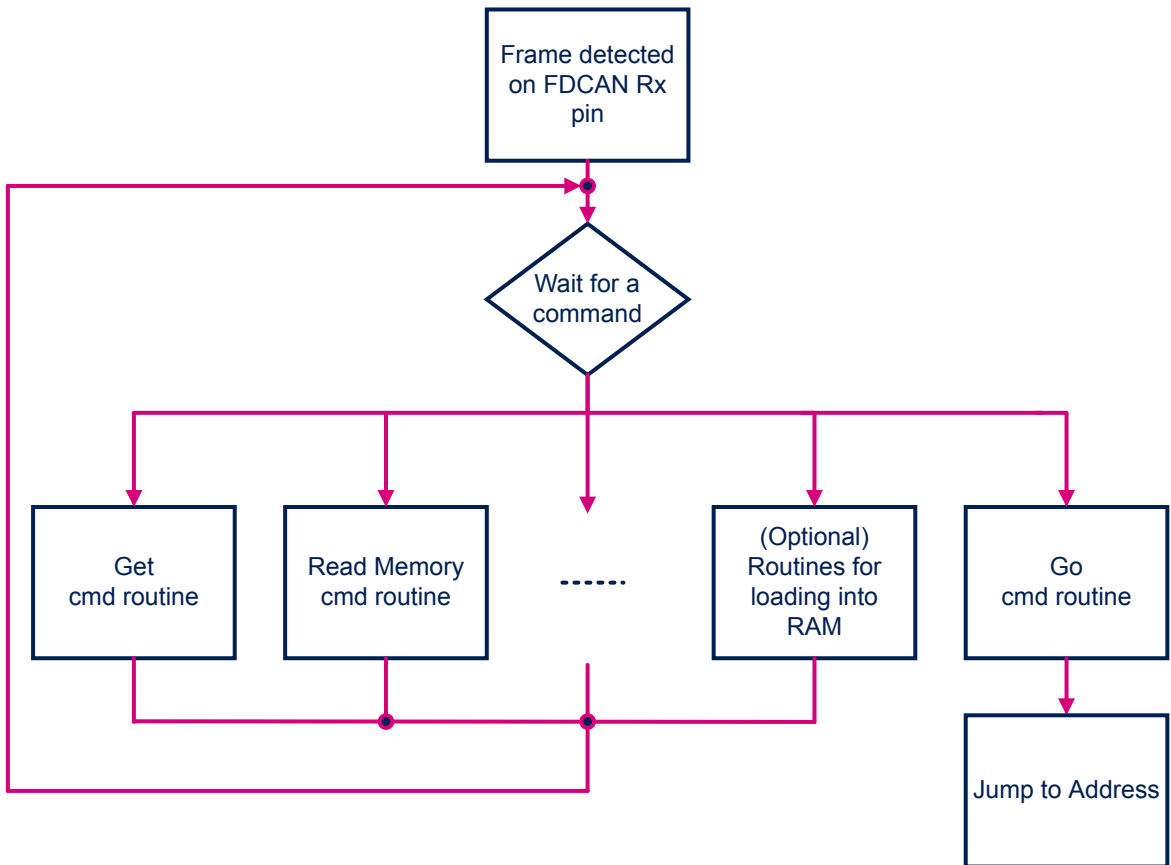 Frame detected
on FDCAN Rx
pin
Wait for a
command
Get
cmd routine
Read Memory
cmd routine
(Optional)
Routines for
loading into
RAM
Go
cmd routine
Jump to Address